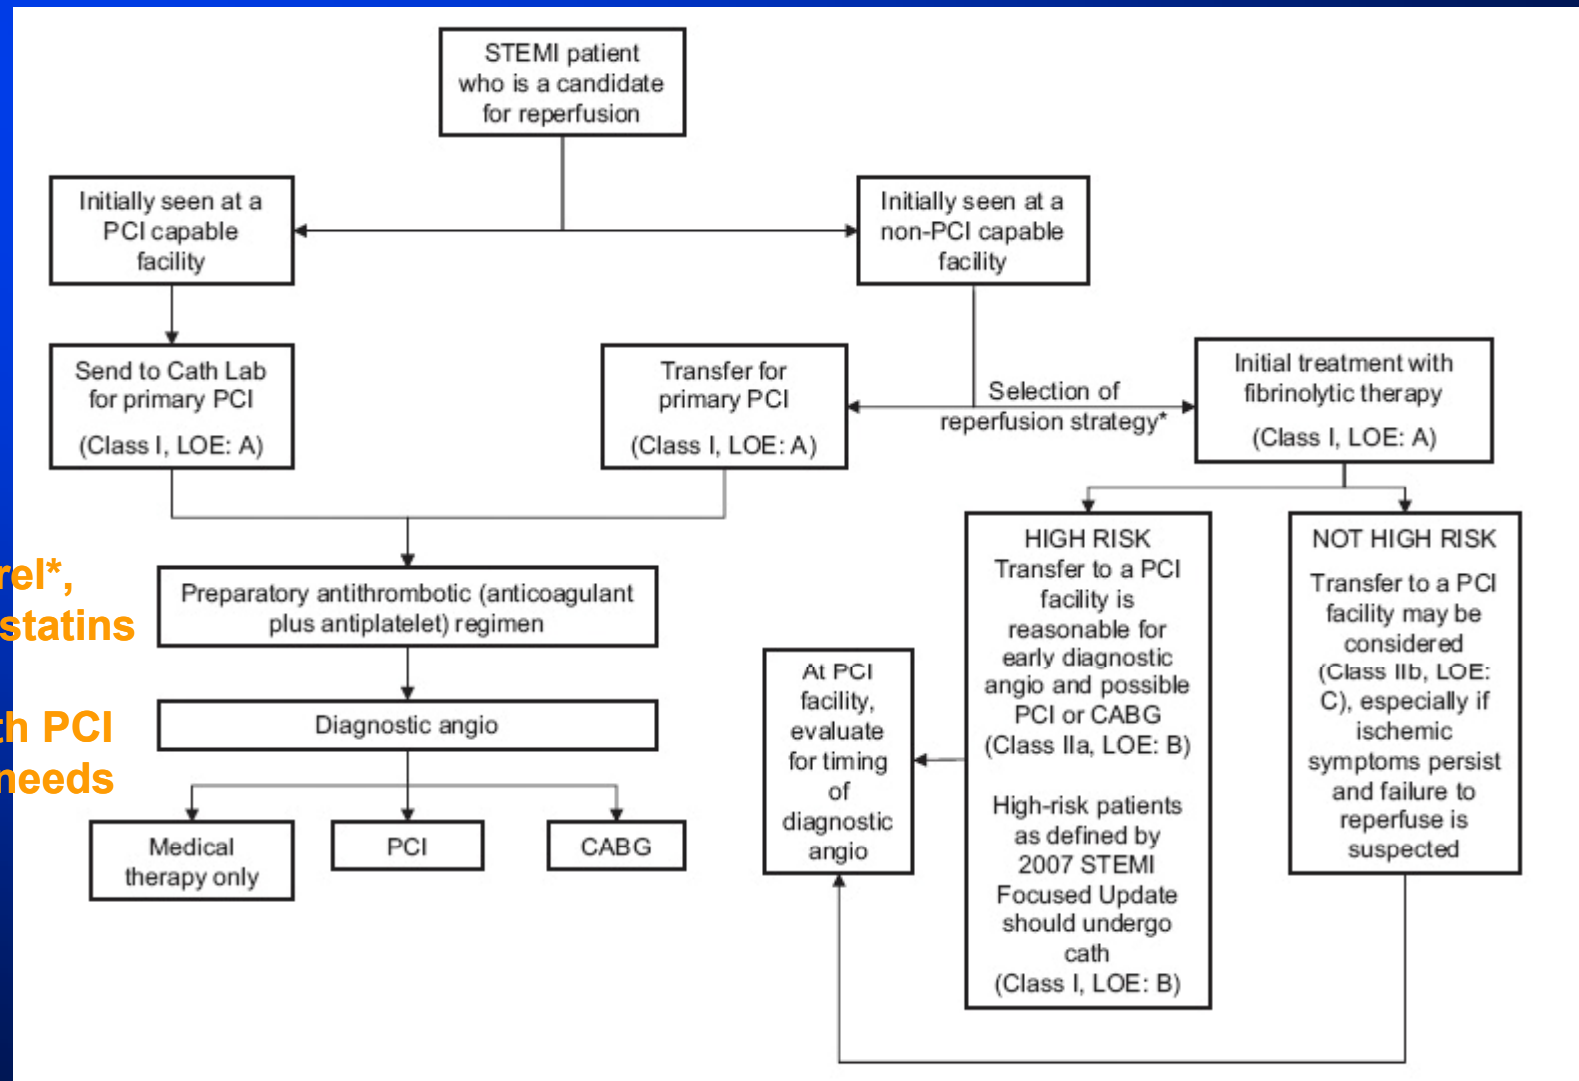 STEMI patient
who is a candidate
for reperfusion
Initially seen at a
PCI capable
facility
Initially seen at a
non-PCI capable
facility
Send to Cath Lab
for primary PCI
(Class I, LOE: A)
Transfer for
primary PCI
(Class I, LOE: A)
Selection of
reperfusion strategy*
Initial treatment with
fibrinolytic therapy
(Class I, LOE: A)
rel*,
statins
th PCI
needs
Preparatory antithrombotic (anticoagulant
plus antiplatelet) regimen
Diagnostic angio
Medical
therapy only
PCI
CABG
At PCI
facility,
evaluate
for timing
of
diagnostic
angio
HIGH RISK
Transfer to a PCI
facility is
reasonable for
early diagnostic
angio and possible
PCI or CABG
(Class IIa, LOE: B)
High-risk patients
as defined by
2007 STEMI
Focused Update
should undergo
cath
(Class I, LOE: B)
NOT HIGH RISK
Transfer to a PCI
facility may be
considered
(Class IIb, LOE:
C), especially if
ischemic
symptoms persist
and failure to
reperfuse is
suspected